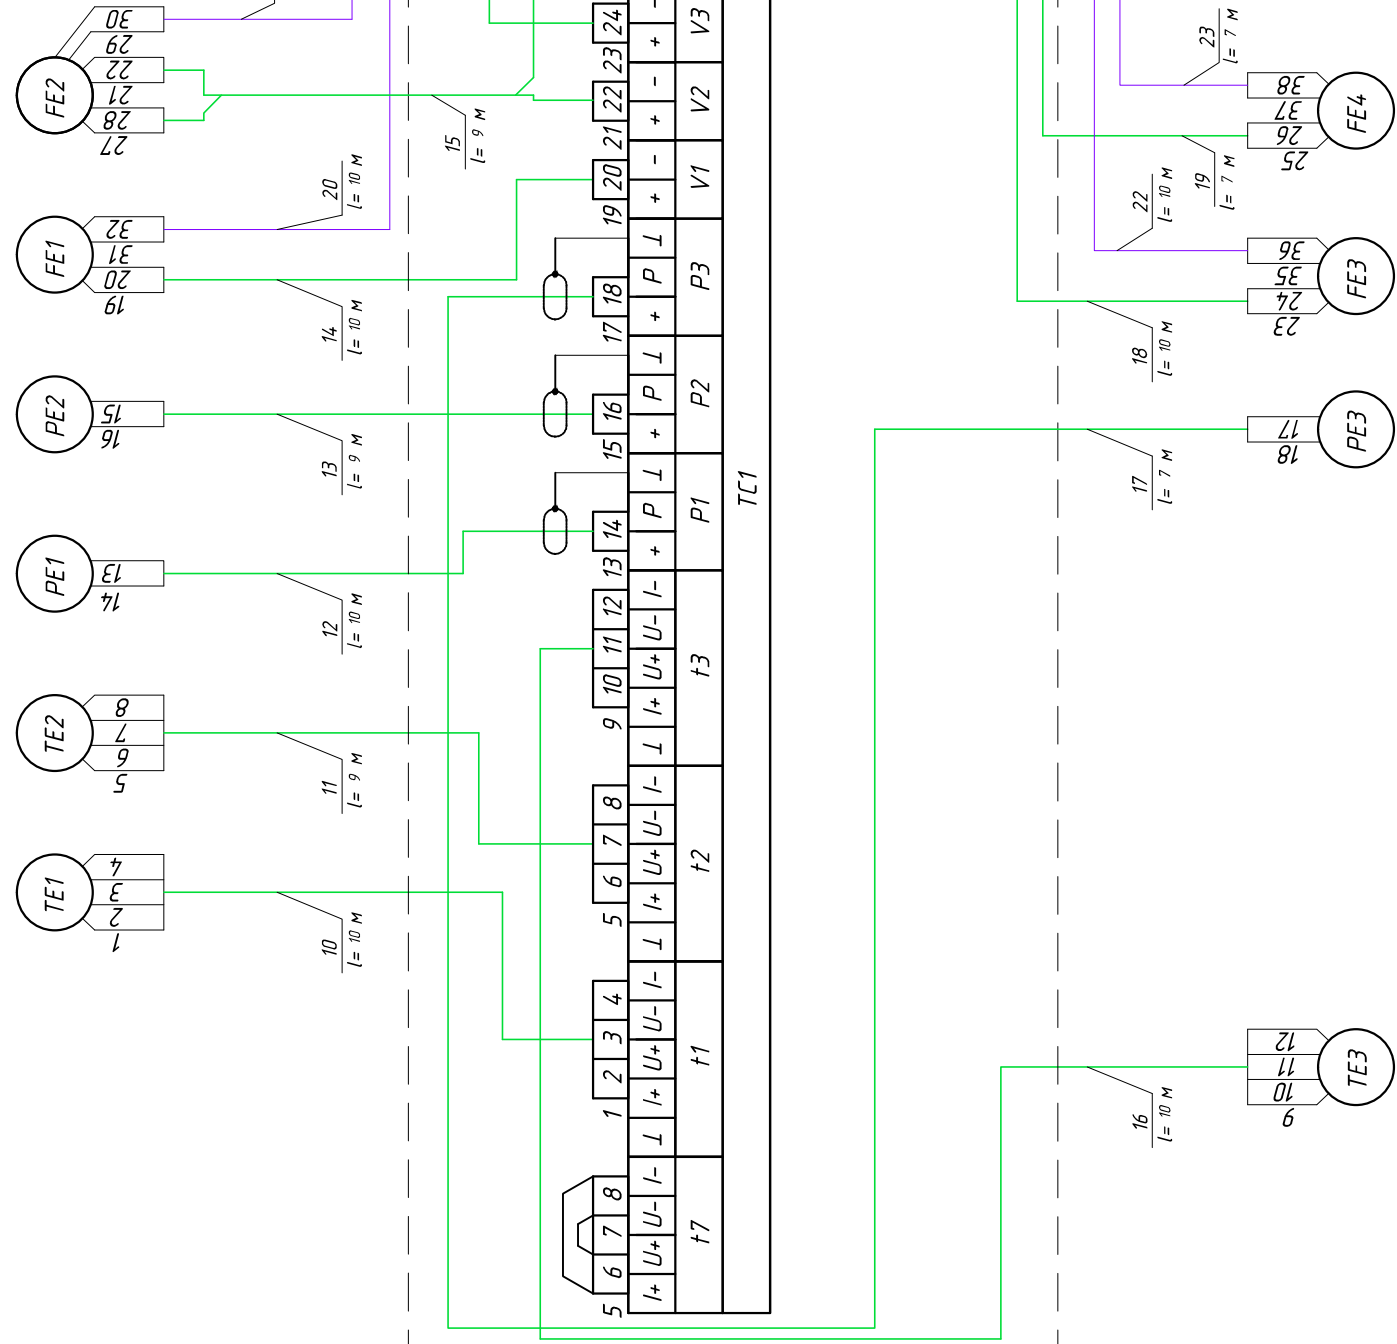 FE2
30
29
22
21
28
27
15
l= 9 м
20
l= 10 м
FE1
32
31
20
19
14
l= 10 м
PE2
15
16
13
l= 9 м
PE1
13
14
12
l= 10 м
TE2
8
7
6
5
11
l= 9 м
TE1
4
3
2
1
10
l= 10 м
24
23
22
21
20
19
18
17
16
15
14
13
12
11
10
9
8
7
6
5
4
3
2
1
8
7
6
5
-
+
V3
-
+
V2
-
+
V1
⊥
P
+
P3
⊥
P
+
P2
⊥
P
+
P1
I-
U-
U+
I+
⊥
t3
I-
U-
U+
I+
⊥
t2
I-
U-
U+
I+
⊥
t1
I-
U-
U+
I+
t7
TC1
23
l= 7 м
38
37
26
25
FE4
19
l= 7 м
22
l= 10 м
36
35
24
23
FE3
18
l= 10 м
17
18
PE3
17
l= 7 м
12
11
10
9
TE3
16
l= 10 м